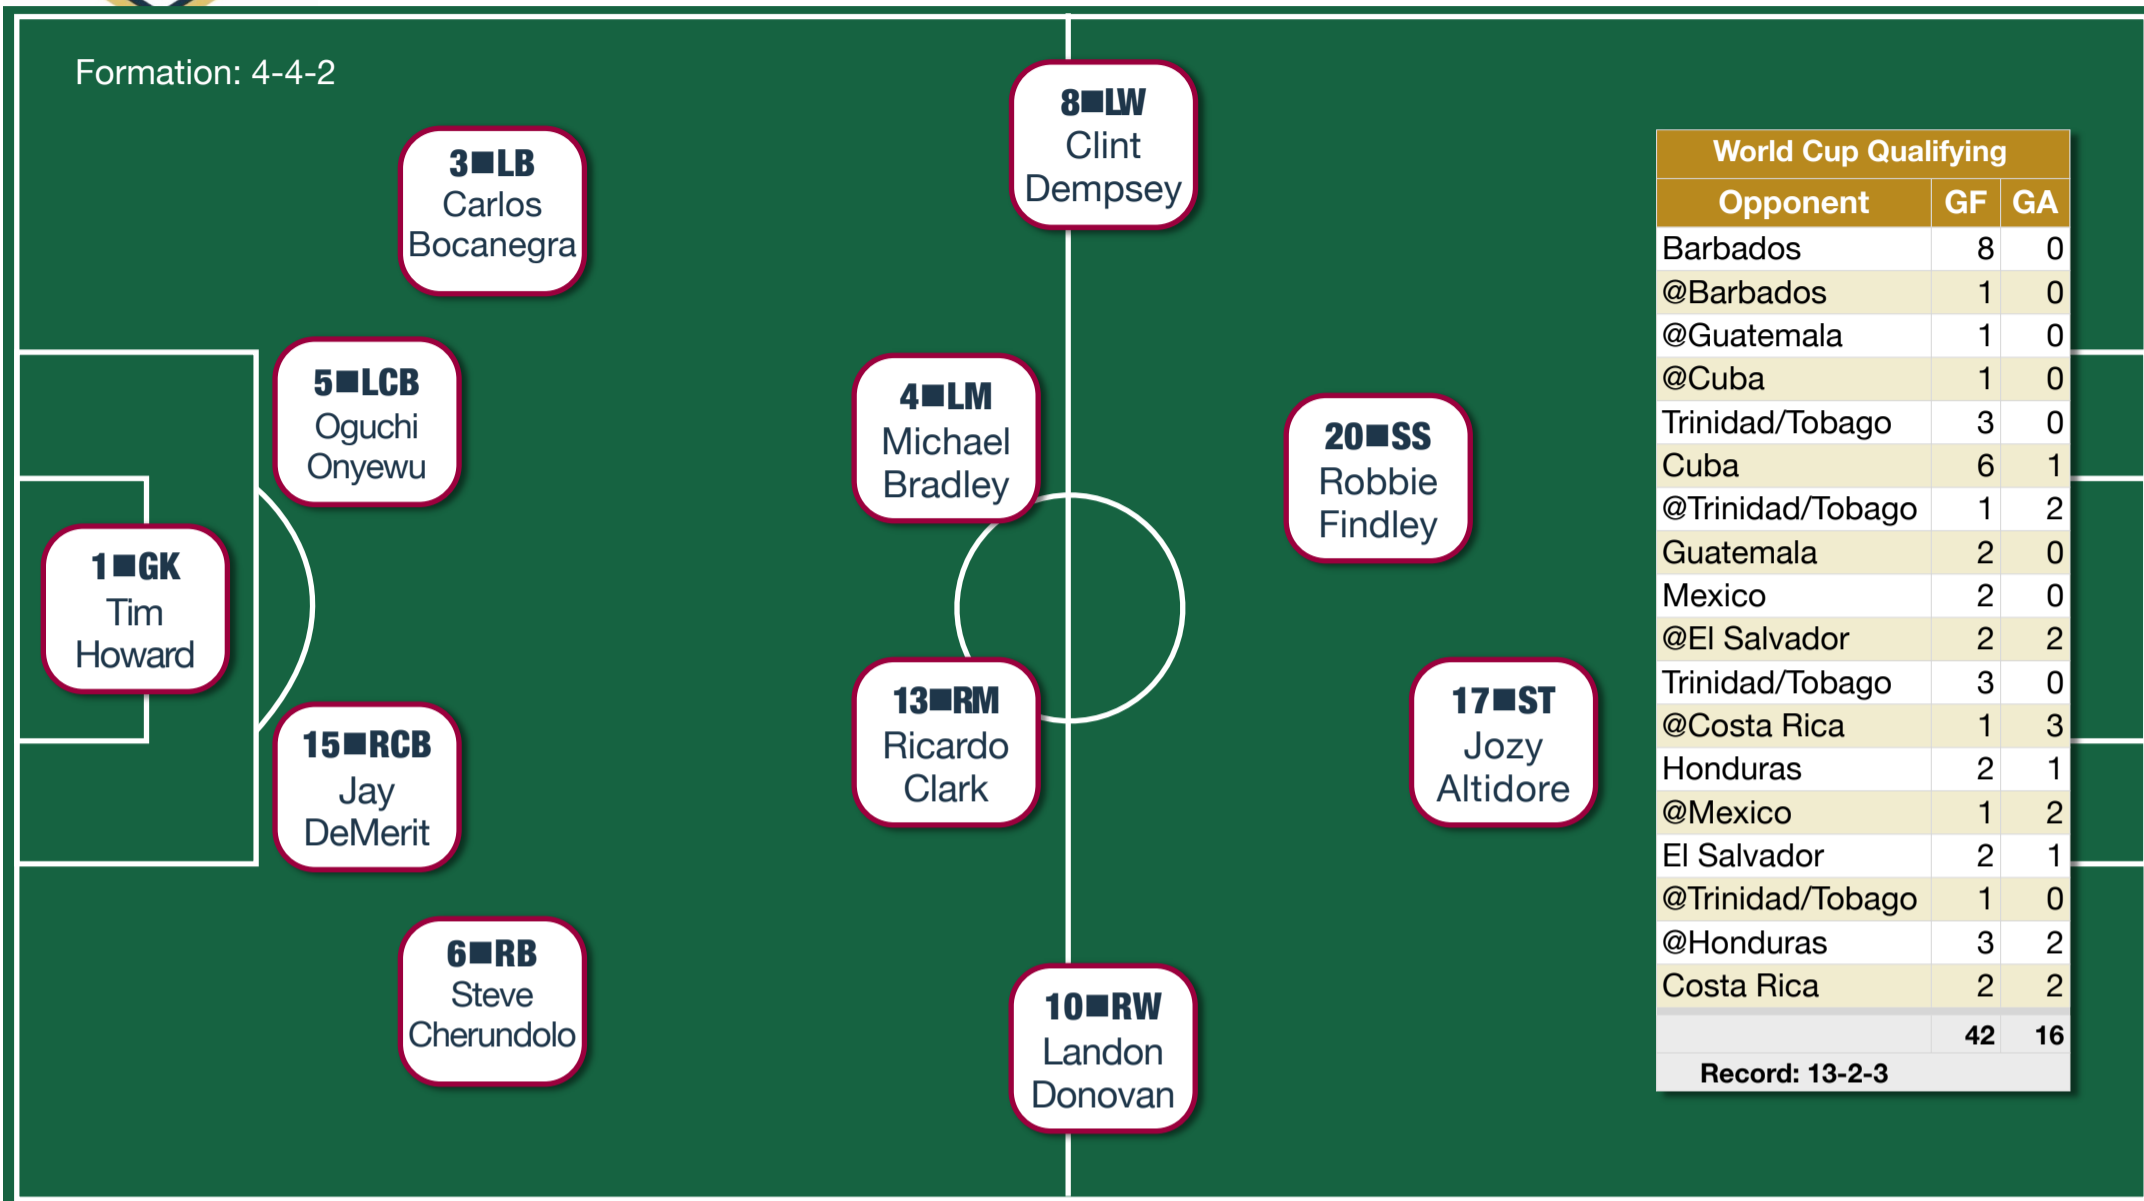 Formation: 4-4-2
8■LW
Clint
Dempsey
3■LB
Carlos
Bocanegra
5■LCB
Oguchi
Onyewu
4■LM
Michael
Bradley
20■SS
Robbie
Findley
1■GK
Tim
Howard
13■RM
Ricardo
Clark
17■ST
Jozy
Altidore
15■RCB
Jay
DeMerit
6■RB
Steve
Cherundolo
10■RW
Landon
Donovan
World Cup Qualifying
Opponent GF GA
Barbados 8 0
@Barbados 1 0
@Guatemala 1 0
@Cuba 1 0
Trinidad/Tobago 3 0
Cuba 6 1
@Trinidad/Tobago 1 2
Guatemala 2 0
Mexico 2 0
@El Salvador 2 2
Trinidad/Tobago 3 0
@Costa Rica 1 3
Honduras 2 1
@Mexico 1 2
El Salvador 2 1
@Trinidad/Tobago 1 0
@Honduras 3 2
Costa Rica 2 2
42 16
Record: 13-2-3